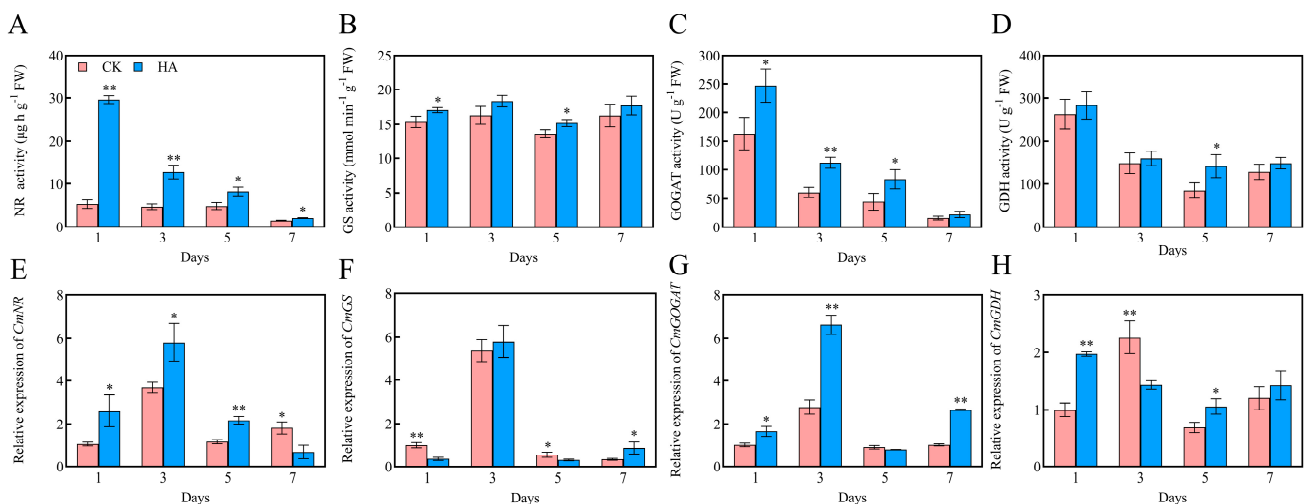 A
NR activity (μg h g⁻¹ FW)
40
30
20
10
0
CK
HA
**
**
*
*
1 3 5 7
Days
B
GS activity (mmol min⁻¹ g⁻¹ FW)
25
20
15
10
5
0
*
*
1 3 5 7
Days
C
GOGAT activity (U g⁻¹ FW)
300
250
200
150
100
50
0
*
**
*
1 3 5 7
Days
D
GDH activity (U g⁻¹ FW)
400
300
200
100
0
*
1 3 5 7
Days
E
Relative expression of CmNR
8
6
4
2
0
*
*
**
*
1 3 5 7
Days
F
Relative expression of CmGS
8
6
4
2
0
**
*
*
1 3 5 7
Days
G
Relative expression of CmGOGAT
8
6
4
2
0
*
**
**
1 3 5 7
Days
H
Relative expression of CmGDH
3
2
1
0
**
**
*
1 3 5 7
Days